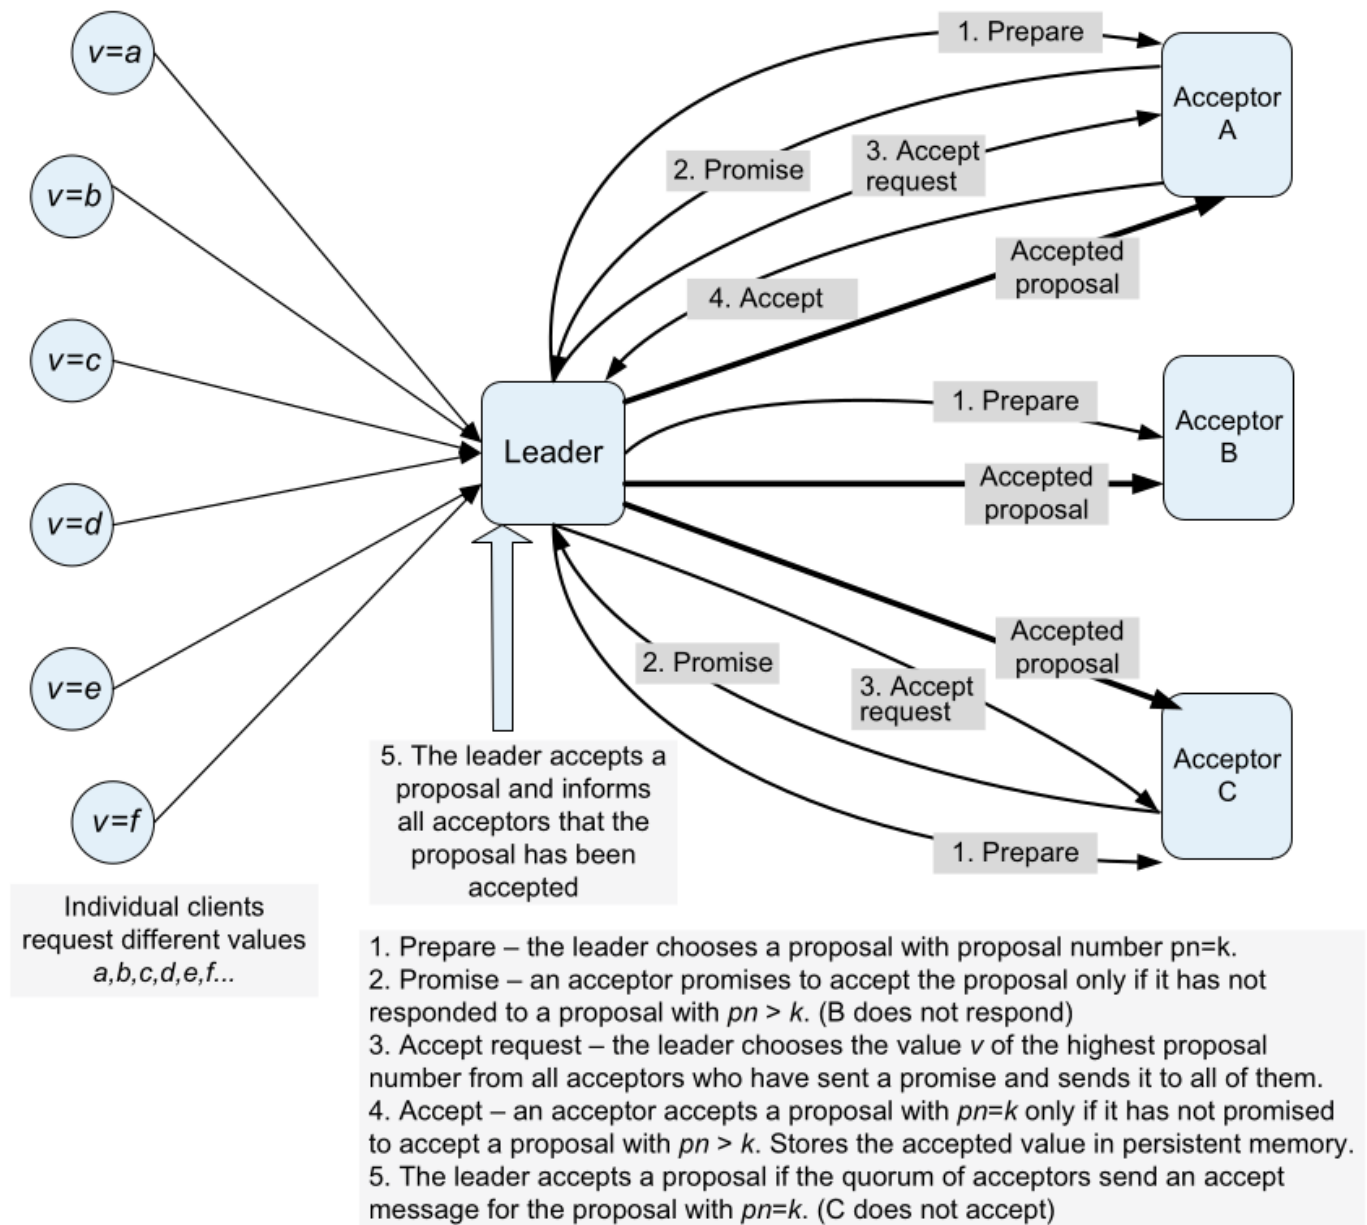 v=a
v=b
v=c
v=d
v=e
v=f
Individual clients
request different values
a,b,c,d,e,f...
Leader
1. Prepare
2. Promise
3. Accept
request
4. Accept
Accepted
proposal
Acceptor
A
1. Prepare
Accepted
proposal
Acceptor
B
Accepted
proposal
2. Promise
3. Accept
request
1. Prepare
Acceptor
C
5. The leader accepts a
proposal and informs
all acceptors that the
proposal has been
accepted
1. Prepare – the leader chooses a proposal with proposal number pn=k.
2. Promise – an acceptor promises to accept the proposal only if it has not
responded to a proposal with pn > k. (B does not respond)
3. Accept request – the leader chooses the value v of the highest proposal
number from all acceptors who have sent a promise and sends it to all of them.
4. Accept – an acceptor accepts a proposal with pn=k only if it has not promised
to accept a proposal with pn > k. Stores the accepted value in persistent memory.
5. The leader accepts a proposal if the quorum of acceptors send an accept
message for the proposal with pn=k. (C does not accept)